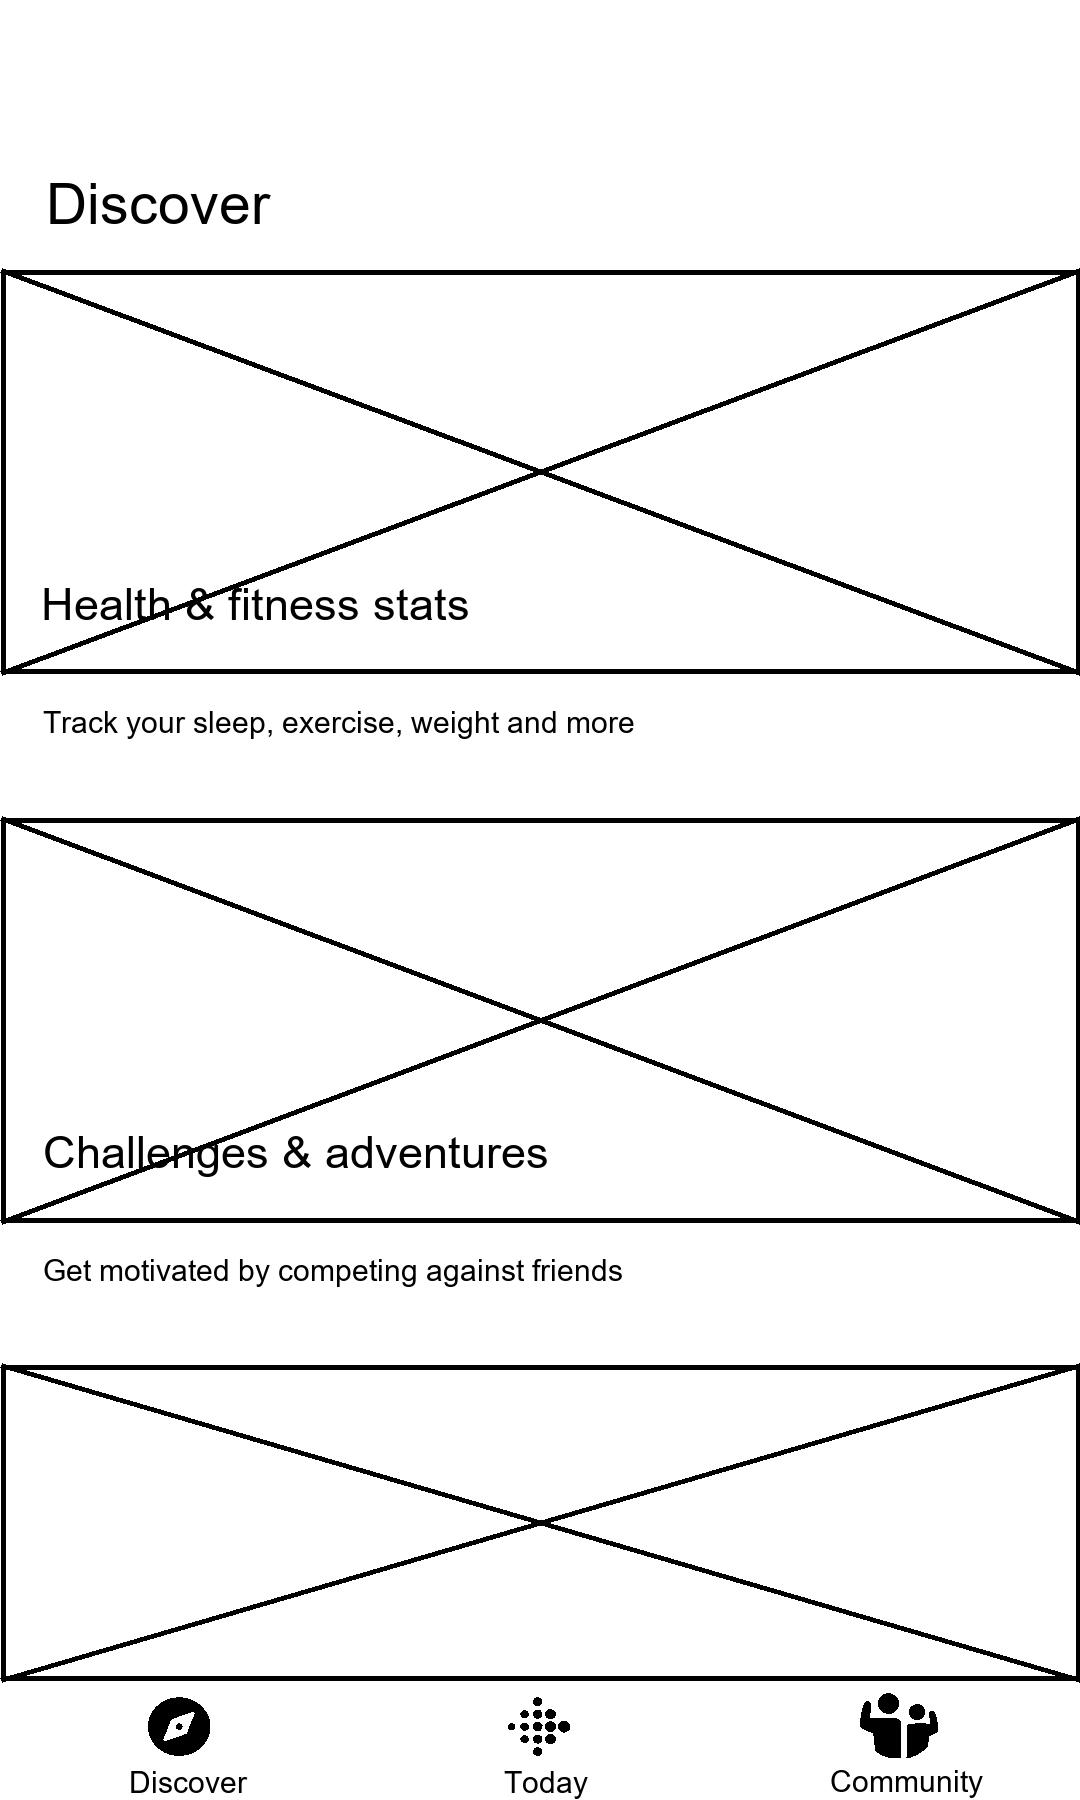 Discover
Health & fitness stats
Track your sleep, exercise, weight and more
Challenges & adventures
Get motivated by competing against friends
Discover
Today
Community